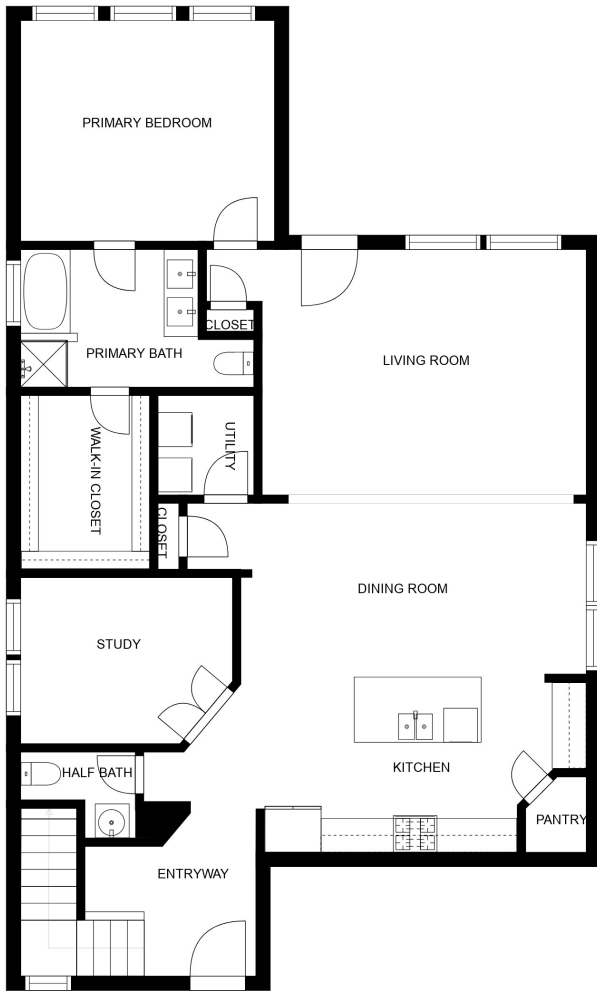 PRIMARY BEDROOM
CLOSET
PRIMARY BATH
LIVING ROOM
WALK-IN CLOSET
UTILITY
CLOSET
DINING ROOM
STUDY
HALF BATH
KITCHEN
PANTRY
ENTRYWAY